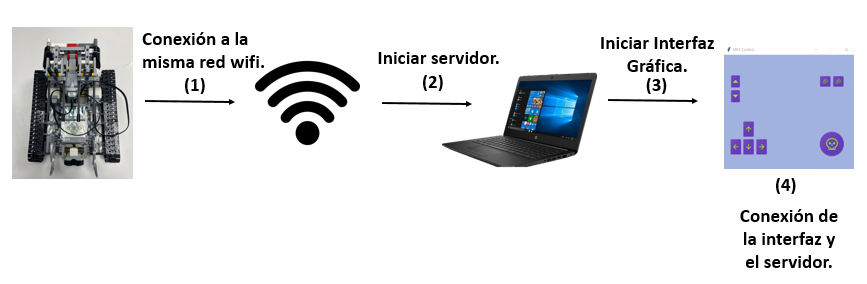 Conexión a la
misma red wifi.
(1)
Iniciar servidor.
(2)
Iniciar Interfaz
Gráfica.
(3)
(4)
Conexión de
la interfaz y
el servidor.